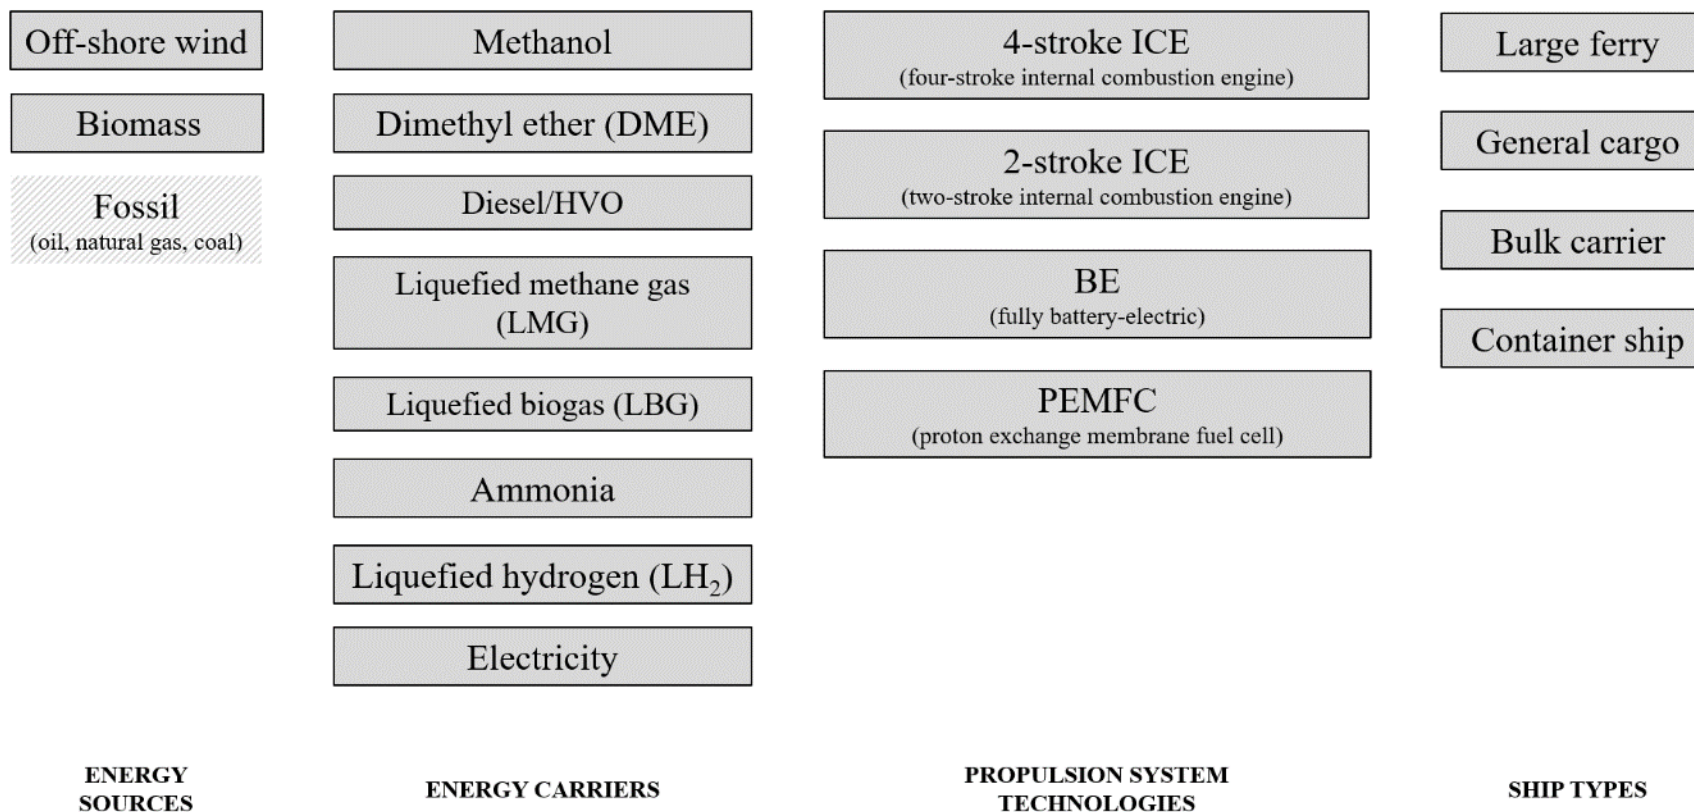 Off-shore wind
Biomass
Fossil
(oil, natural gas, coal)
ENERGY
SOURCES
Methanol
Dimethyl ether (DME)
Diesel/HVO
Liquefied methane gas
(LMG)
Liquefied biogas (LBG)
Ammonia
Liquefied hydrogen (LH₂)
Electricity
ENERGY CARRIERS
4-stroke ICE
(four-stroke internal combustion engine)
2-stroke ICE
(two-stroke internal combustion engine)
BE
(fully battery-electric)
PEMFC
(proton exchange membrane fuel cell)
PROPULSION SYSTEM
TECHNOLOGIES
Large ferry
General cargo
Bulk carrier
Container ship
SHIP TYPES